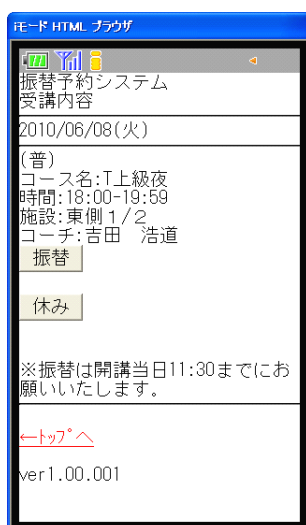 iモード HTML ブラウザ
振替予約システム
受講内容
2010/06/08(火)
(普)
コース名:T上級夜
時間:18:00-19:59
施設:東側１/２
コーチ:吉田　浩道
振替
休み
※振替は開講当日11:30までにお
願いいたします。
←ﾄｯﾌﾟへ
ver1.00.001